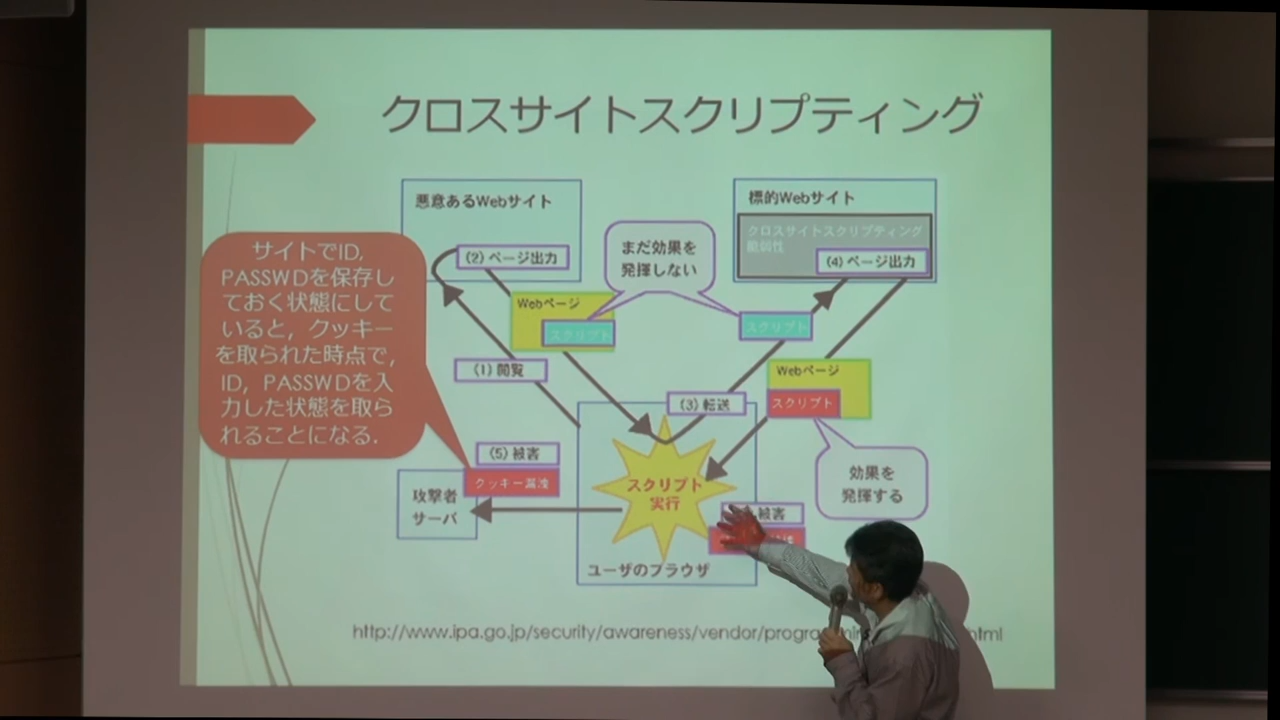 クロスサイトスクリプティング
悪意あるWebサイト
(2) ページ出力
まだ効果を
発揮しない
標的Webサイト
クロスサイトスクリプティング
脆弱性
(4) ページ出力
サイトでID,
PASSWDを保存し
ておく状態にして
いると，クッキー
を取られた時点で，
ID，PASSWDを入
力した状態を取ら
れることになる．
Webページ
スクリプト
スクリプト
(1) 閲覧
(3) 転送
Webページ
スクリプト
効果を
発揮する
(5) 被害
クッキー漏洩
攻撃者
サーバ
スクリプト
実行
被害
ユーザのブラウザ
http://www.ipa.go.jp/security/awareness/vendor/progra
html